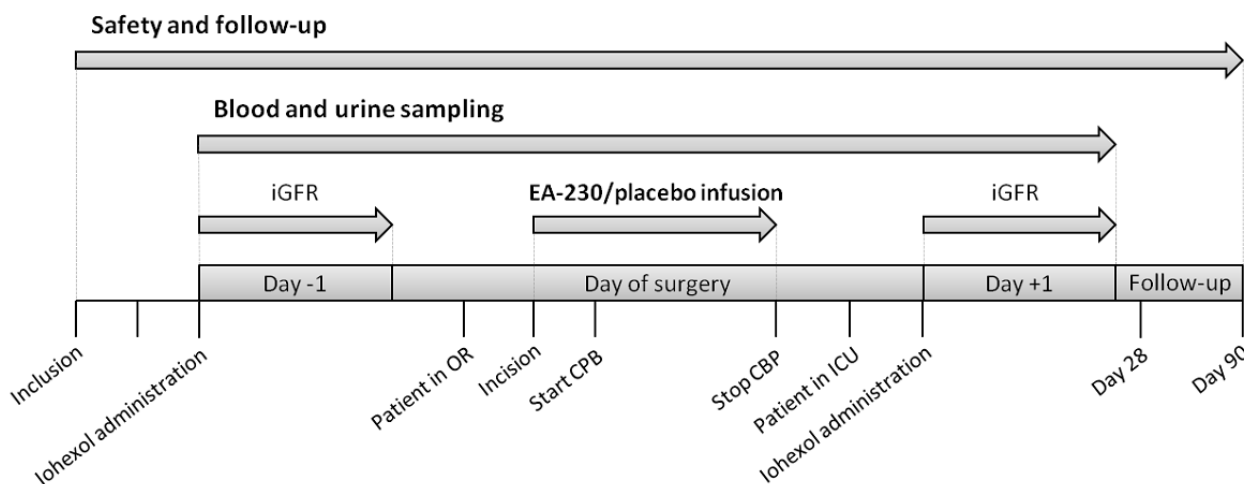 Safety and follow-up
Blood and urine sampling
iGFR
EA-230/placebo infusion
iGFR
Day -1
Day of surgery
Day +1
Follow-up
Inclusion
Iohexol administration
Patient in OR
Incision
Start CPB
Stop CBP
Patient in ICU
Iohexol administration
Day 28
Day 90